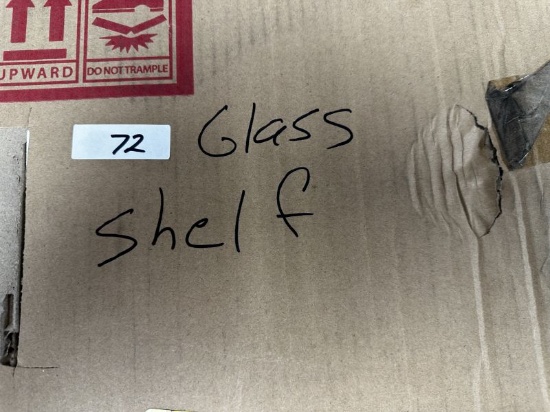 UPWARD DO NOT TRAMPLE
72 Glass
shelf